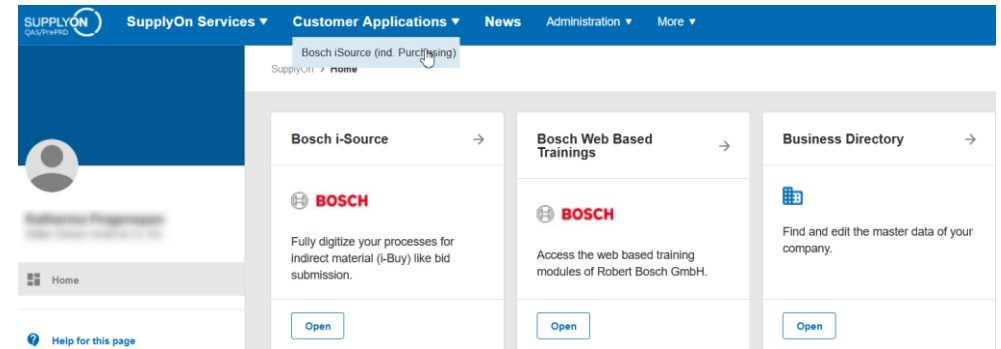 SUPPLYON
QAS/PrePRD
SupplyOn Services ▼ Customer Applications ▼ News Administration ▼ More ▼
Bosch iSource (ind. Purchasing)
SupplyOn > Home
Bosch i-Source →
BOSCH
Fully digitize your processes for
indirect material (i-Buy) like bid
submission.
Open
Bosch Web Based
Trainings →
BOSCH
Access the web based training
modules of Robert Bosch GmbH.
Open
Business Directory →
Find and edit the master data of your
company.
Open
Home
Help for this page